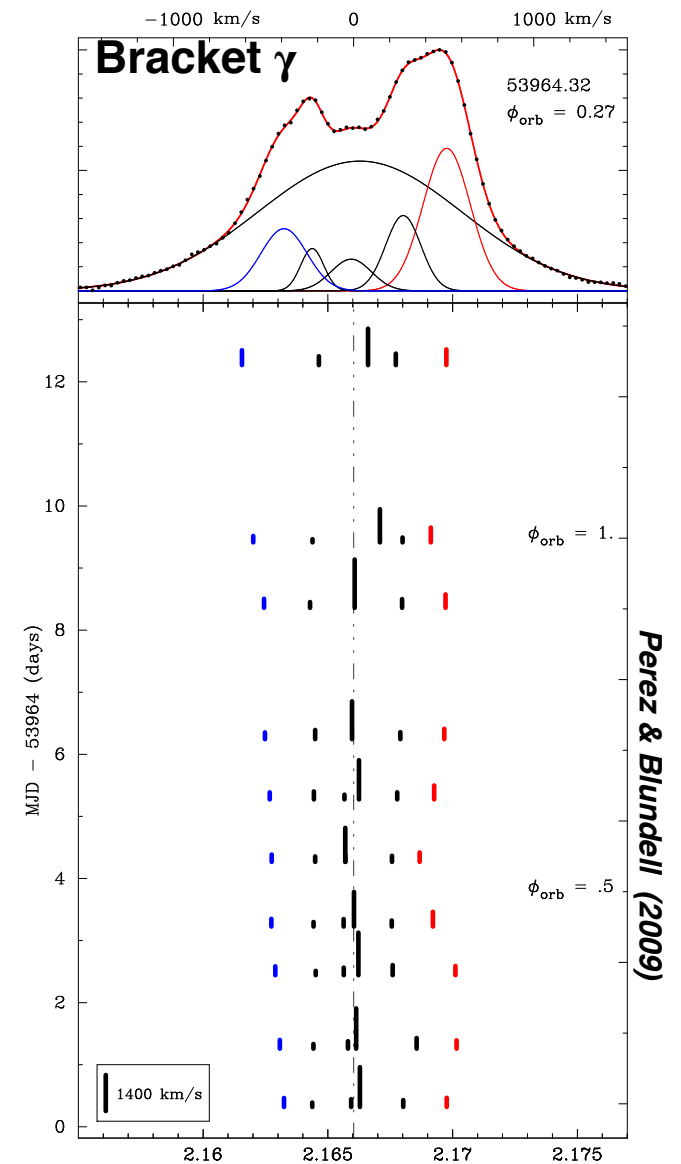 −1000 km/s 0 1000 km/s
Bracket γ
53964.32
ϕorb = 0.27
12
10
ϕorb = 1.
8
MJD − 53964 (days)
6
4
ϕorb = .5
2
1400 km/s
0
2.16 2.165 2.17 2.175
Perez & Blundell (2009)